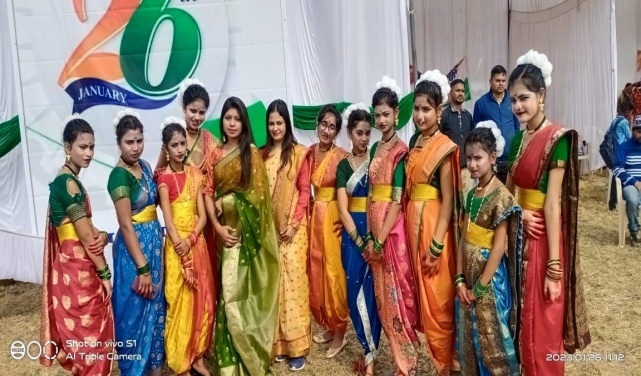 26
JANUARY
Shot on vivo S1
AI Triple Camera
2023.01.26 11:12